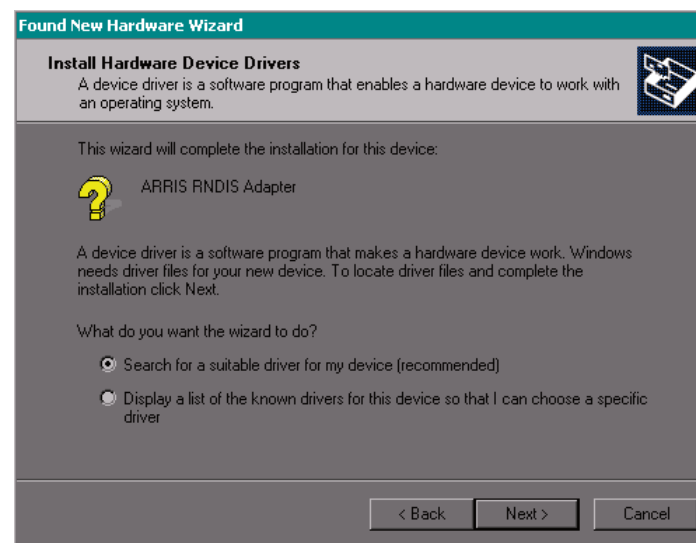 Found New Hardware Wizard
Install Hardware Device Drivers
A device driver is a software program that enables a hardware device to work with
an operating system.
This wizard will complete the installation for this device:
ARRIS RNDIS Adapter
A device driver is a software program that makes a hardware device work. Windows
needs driver files for your new device. To locate driver files and complete the
installation click Next.
What do you want the wizard to do?
Search for a suitable driver for my device (recommended)
Display a list of the known drivers for this device so that I can choose a specific
driver
< Back
Next >
Cancel